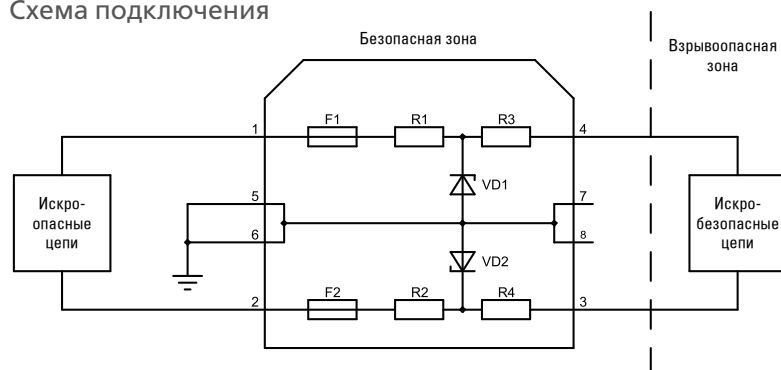 Схема подключения
Безопасная зона
Взрывоопасная
зона
1
F1
R1
R3
4
VD1
Искро-
опасные
цепи
5
6
7
8
Искро-
безопасные
цепи
VD2
2
F2
R2
R4
3